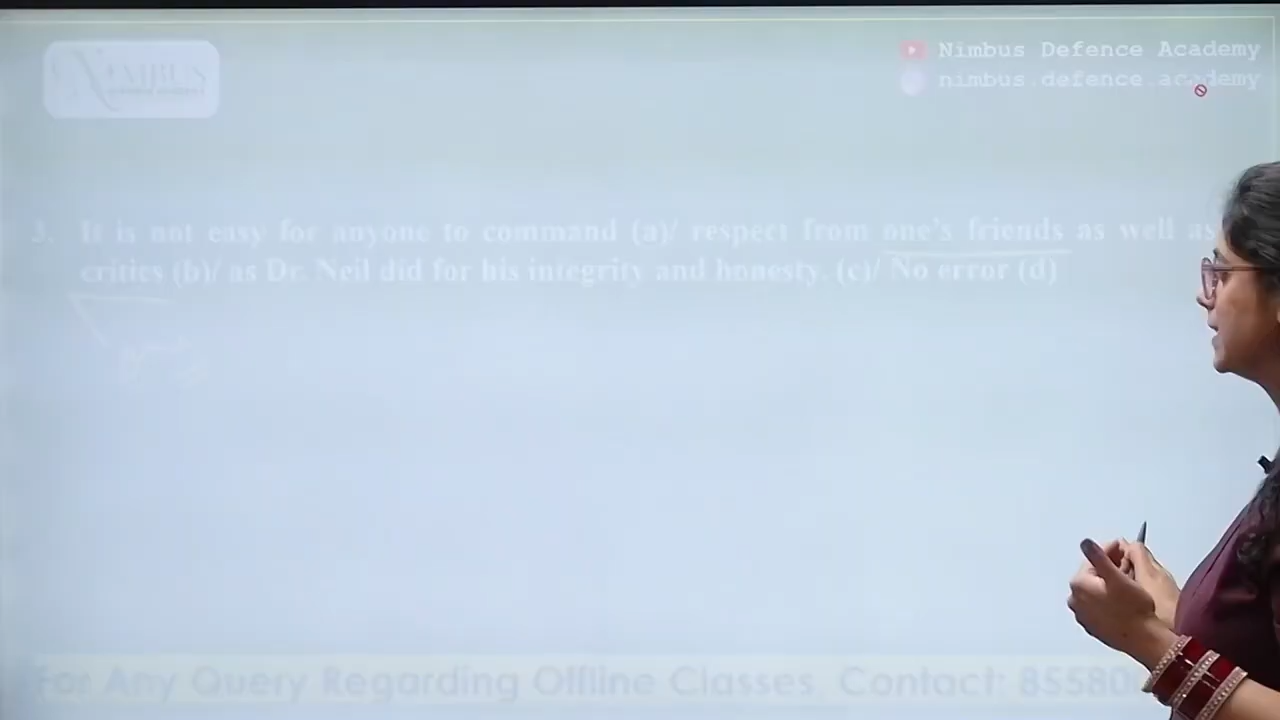 NIMBUS
Nimbus Defence Academy
nimbus.defence.academy
3. It is not easy for anyone to command (a)/ respect from one's friends as well as
critics (b)/ as Dr. Neil did for his integrity and honesty. (c)/ No error (d)
For Any Query Regarding Offline Classes, Contact: 85580